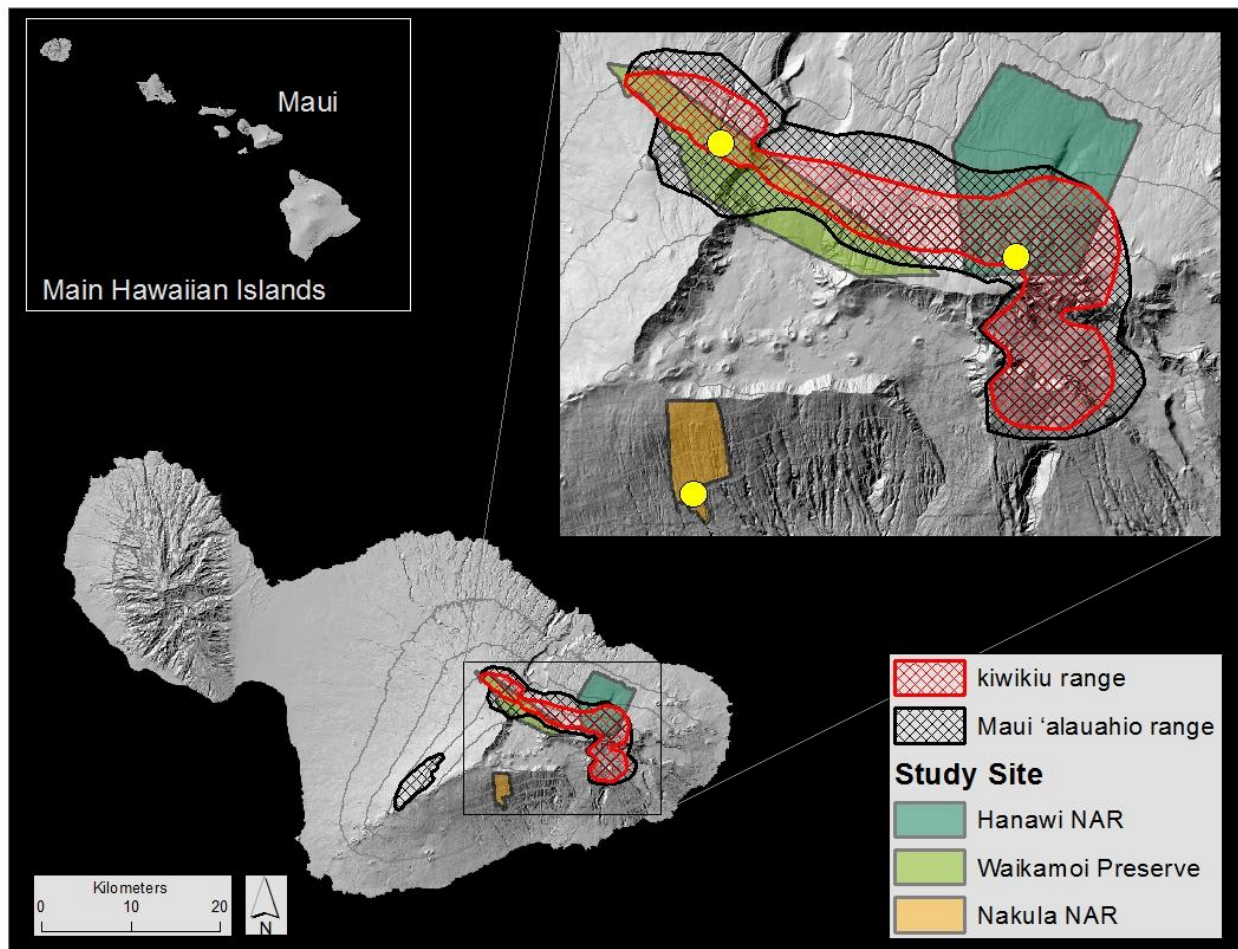 Maui
Main Hawaiian Islands
kiwikiu range
Maui ‘alauahio range
Study Site
Hanawi NAR
Waikamoi Preserve
Nakula NAR
Kilometers
0 10 20
N